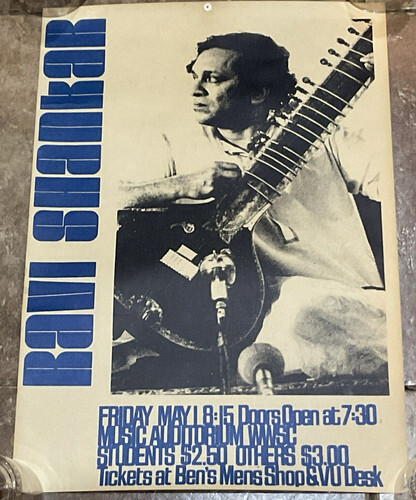 RAVI SHANKAR
FRIDAY MAY 1 8:15 Doors Open at 7:30
MUSIC AUDITORIUM WWSC
STUDENTS $2.50 OTHERS $3.00
Tickets at Ben's Mens Shop & VU Desk